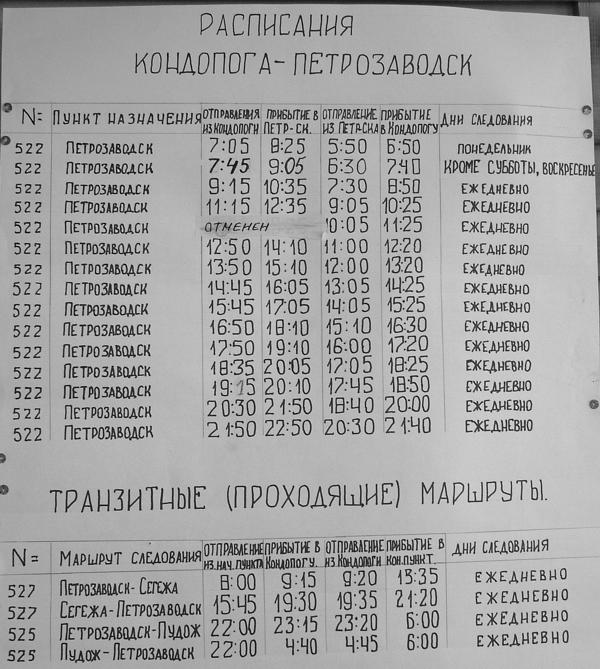 РАСПИСАНИЯ
КОНДОПОГА-ПЕТРОЗАВОДСК
N= ПУНКТ НАЗНАЧЕНИЯ ОТПРАВЛЕНИЯ ИЗ КОНДОПОГИ ПРИБЫТИЕ В ПЕТР-СК. ОТПРАВЛЕНИЕ ИЗ ПЕТР-СКА ПРИБЫТИЕ В КОНДОПОГУ ДНИ СЛЕДОВАНИЯ
522 ПЕТРОЗАВОДСК 7:05 8:25 5:50 6:50 ПОНЕДЕЛЬНИК
522 ПЕТРОЗАВОДСК 7:45 9:05 6:30 7:40 КРОМЕ СУББОТЫ, ВОСКРЕСЕНЬЕ
522 ПЕТРОЗАВОДСК 9:15 10:35 7:30 8:50 ЕЖЕДНЕВНО
522 ПЕТРОЗАВОДСК 11:15 12:35 9:05 10:25 ЕЖЕДНЕВНО
522 ПЕТРОЗАВОДСК ОТМЕНЕН 10:05 11:25 ЕЖЕДНЕВНО
522 ПЕТРОЗАВОДСК 12:50 14:10 11:00 12:20 ЕЖЕДНЕВНО
522 ПЕТРОЗАВОДСК 13:50 15:10 12:00 13:20 ЕЖЕДНЕВНО
522 ПЕТРОЗАВОДСК 14:45 16:05 13:05 14:25 ЕЖЕДНЕВНО
522 ПЕТРОЗАВОДСК 15:45 17:05 14:05 15:25 ЕЖЕДНЕВНО
522 ПЕТРОЗАВОДСК 16:50 18:10 15:10 16:30 ЕЖЕДНЕВНО
522 ПЕТРОЗАВОДСК 17:50 19:10 16:00 17:20 ЕЖЕДНЕВНО
522 ПЕТРОЗАВОДСК 18:35 20:05 17:05 18:25 ЕЖЕДНЕВНО
522 ПЕТРОЗАВОДСК 20:10 17:45 18:50 ЕЖЕДНЕВНО
522 ПЕТРОЗАВОДСК 20:30 21:50 18:40 20:00 ЕЖЕДНЕВНО
522 ПЕТРОЗАВОДСК 21:50 22:50 20:30 21:40 ЕЖЕДНЕВНО
ТРАНЗИТНЫЕ (ПРОХОДЯЩИЕ) МАРШРУТЫ.
N= МАРШРУТ СЛЕДОВАНИЯ ОТПРАВЛЕНИЕ ИЗ.НАЧ.ПУНКТА ПРИБЫТИЕ В КОНДОПОГУ. ОТПРАВЛЕНИЕ ИЗ КОНДОПОГИ ПРИБЫТИЕ В КОН.ПУНКТ. ДНИ СЛЕДОВАНИЯ
527 ПЕТРОЗАВОДСК-СЕГЕЖА 8:00 9:15 9:20 13:35 ЕЖЕДНЕВНО
527 СЕГЕЖА-ПЕТРОЗАВОДСК 15:45 19:30 19:35 21:20 ЕЖЕДНЕВНО
525 ПЕТРОЗАВОДСК-ПУДОЖ 22:00 23:15 23:20 6:00 ЕЖЕДНЕВНО
525 ПУДОЖ-ПЕТРОЗАВОДСК 22:00 4:40 4:45 6:00 ЕЖЕДНЕВНО